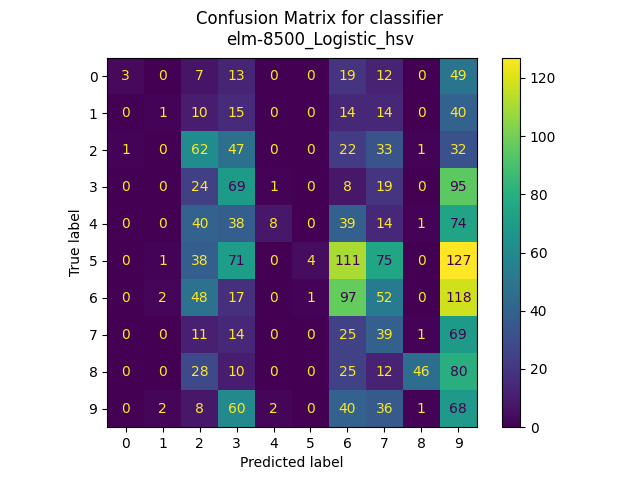 Confusion Matrix for classifier
elm-8500_Logistic_hsv
0 3 0 7 13 0 0 19 12 0 49
1 0 1 10 15 0 0 14 14 0 40
2 1 0 62 47 0 0 22 33 1 32
3 0 0 24 69 1 0 8 19 0 95
4 0 0 40 38 8 0 39 14 1 74
5 0 1 38 71 0 4 111 75 0 127
6 0 2 48 17 0 1 97 52 0 118
7 0 0 11 14 0 0 25 39 1 69
8 0 0 28 10 0 0 25 12 46 80
9 0 2 8 60 2 0 40 36 1 68
0 1 2 3 4 5 6 7 8 9
Predicted label
True label
120
100
80
60
40
20
0